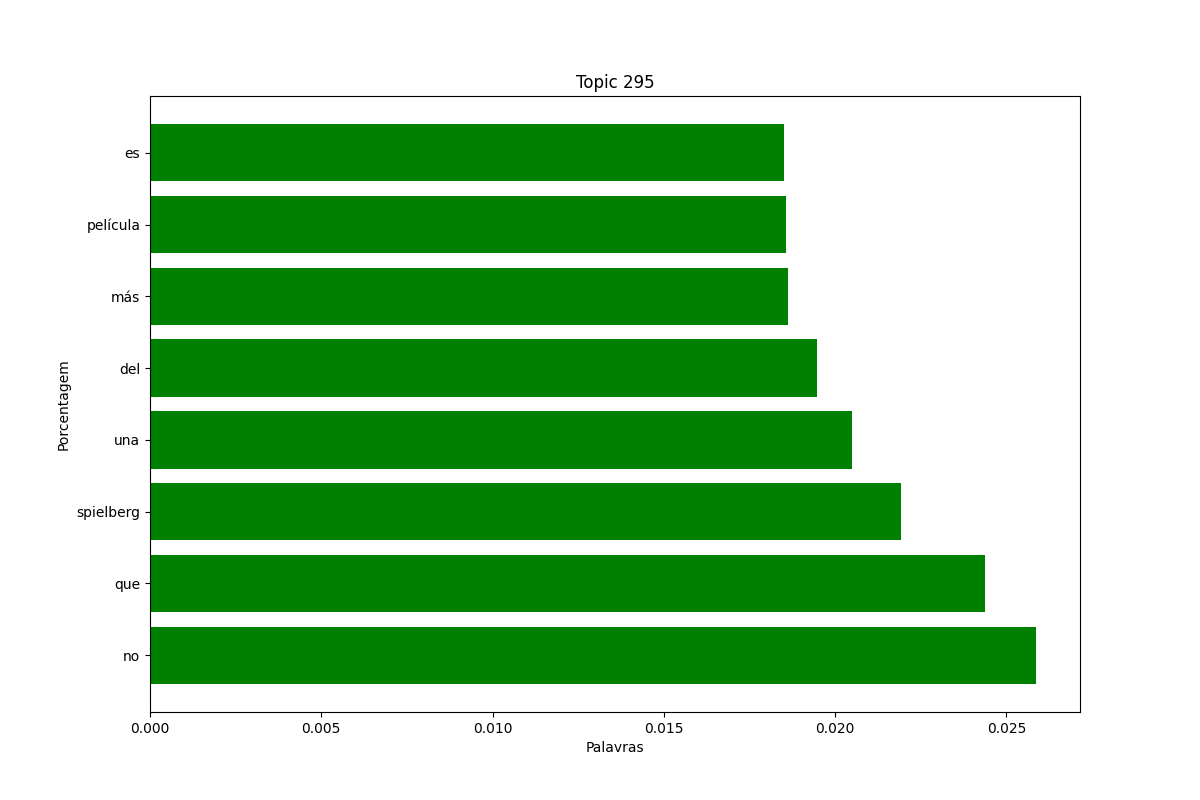 Topic 295
es
película
más
del
una
spielberg
que
no
Porcentagem
0.000 0.005 0.010 0.015 0.020 0.025
Palavras